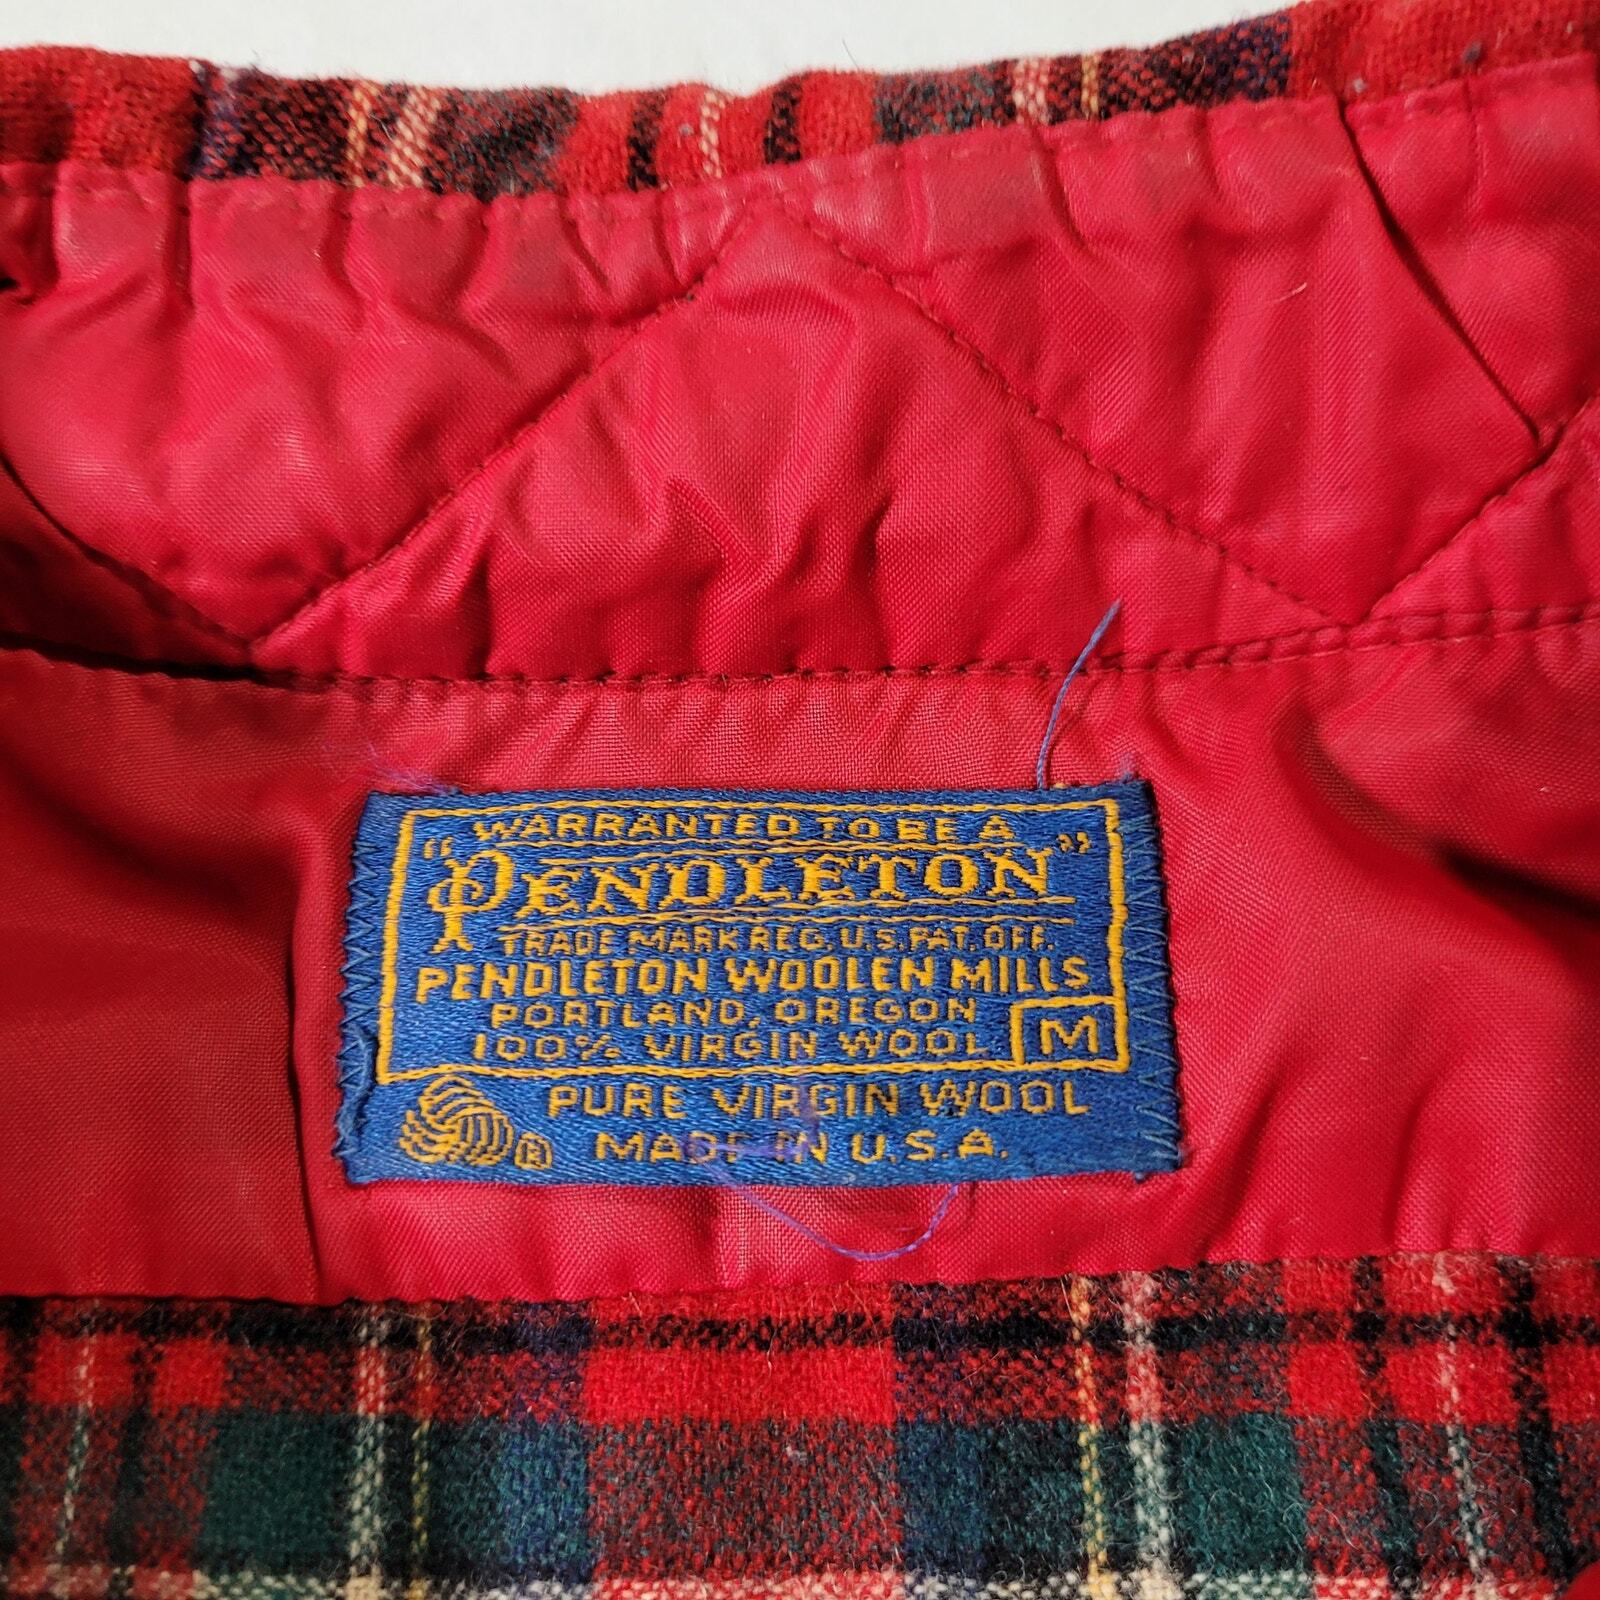 WARRANTED TO BE A
"PENDLETON"
TRADE MARK REG. U.S. PAT. OFF.
PENDLETON WOOLEN MILLS
PORTLAND, OREGON
100% VIRGIN WOOL M
PURE VIRGIN WOOL
® MADE IN U.S.A.